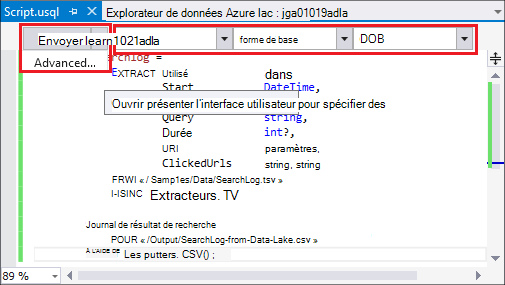 Script.usql Explorateur de données Azure lac : jga01019adla
Envoyer learn1021adla forme de base DOB
Advanced...
rchlog =
EXTRACT Utilisé dans
Start DateTime,
Ouvrir présenter l'interface utilisateur pour spécifier des
Query string,
Durée int?,
URI paramètres,
ClickedUrls string, string
FRWI « / Samp1es/Data/SearchLog.tsv »
I-ISINC Extracteurs. TV
Journal de résultat de recherche
POUR « /Output/SearchLog-from-Data-Lake.csv »
À L'AIDE DE Les putters. CSV() ;
89 %